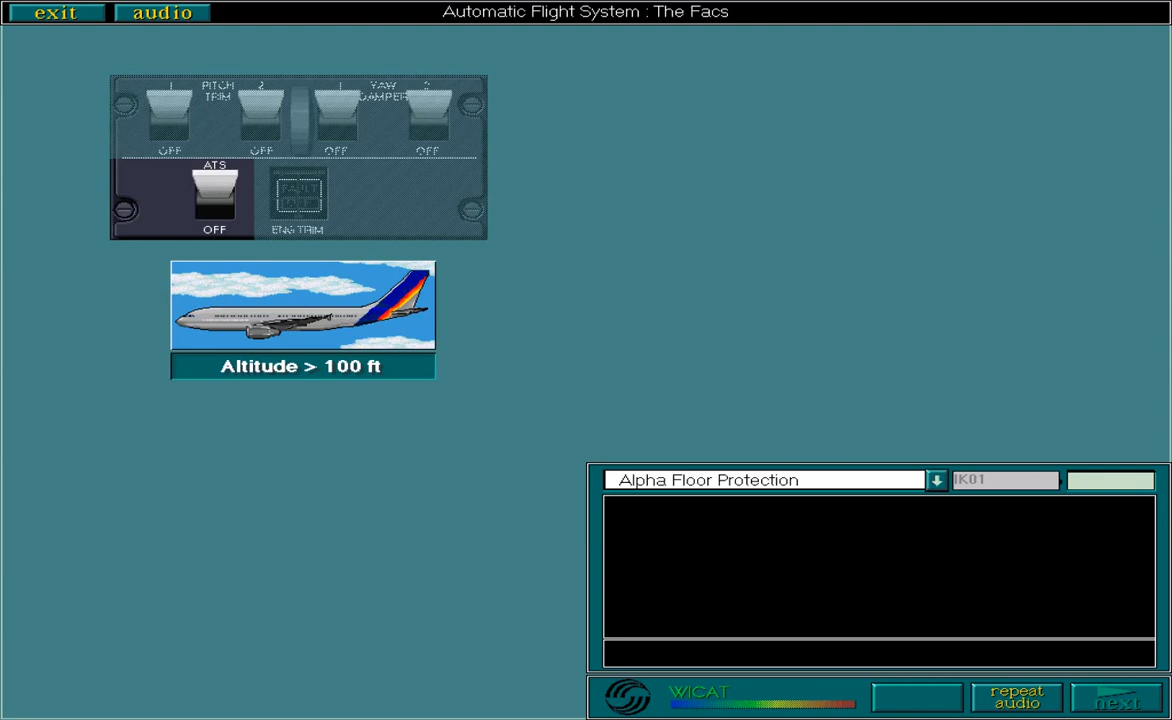 exit audio Automatic Flight System : The Facs
1 PITCH TRIM 2 1 YAW DAMPER 2
OFF OFF OFF OFF
ATS
FAULT
OFF ENG TRIM
Altitude > 100 ft
Alpha Floor Protection IK01
WICAT
repeat audio
next